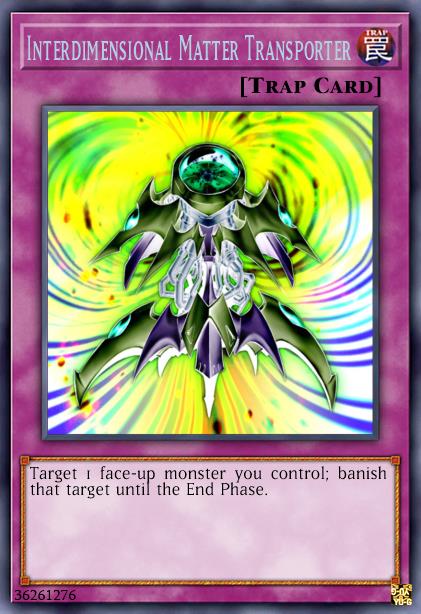 Interdimensional Matter Transporter
TRAP
罠
[Trap Card]
Target 1 face-up monster you control; banish
that target until the End Phase.
36261276